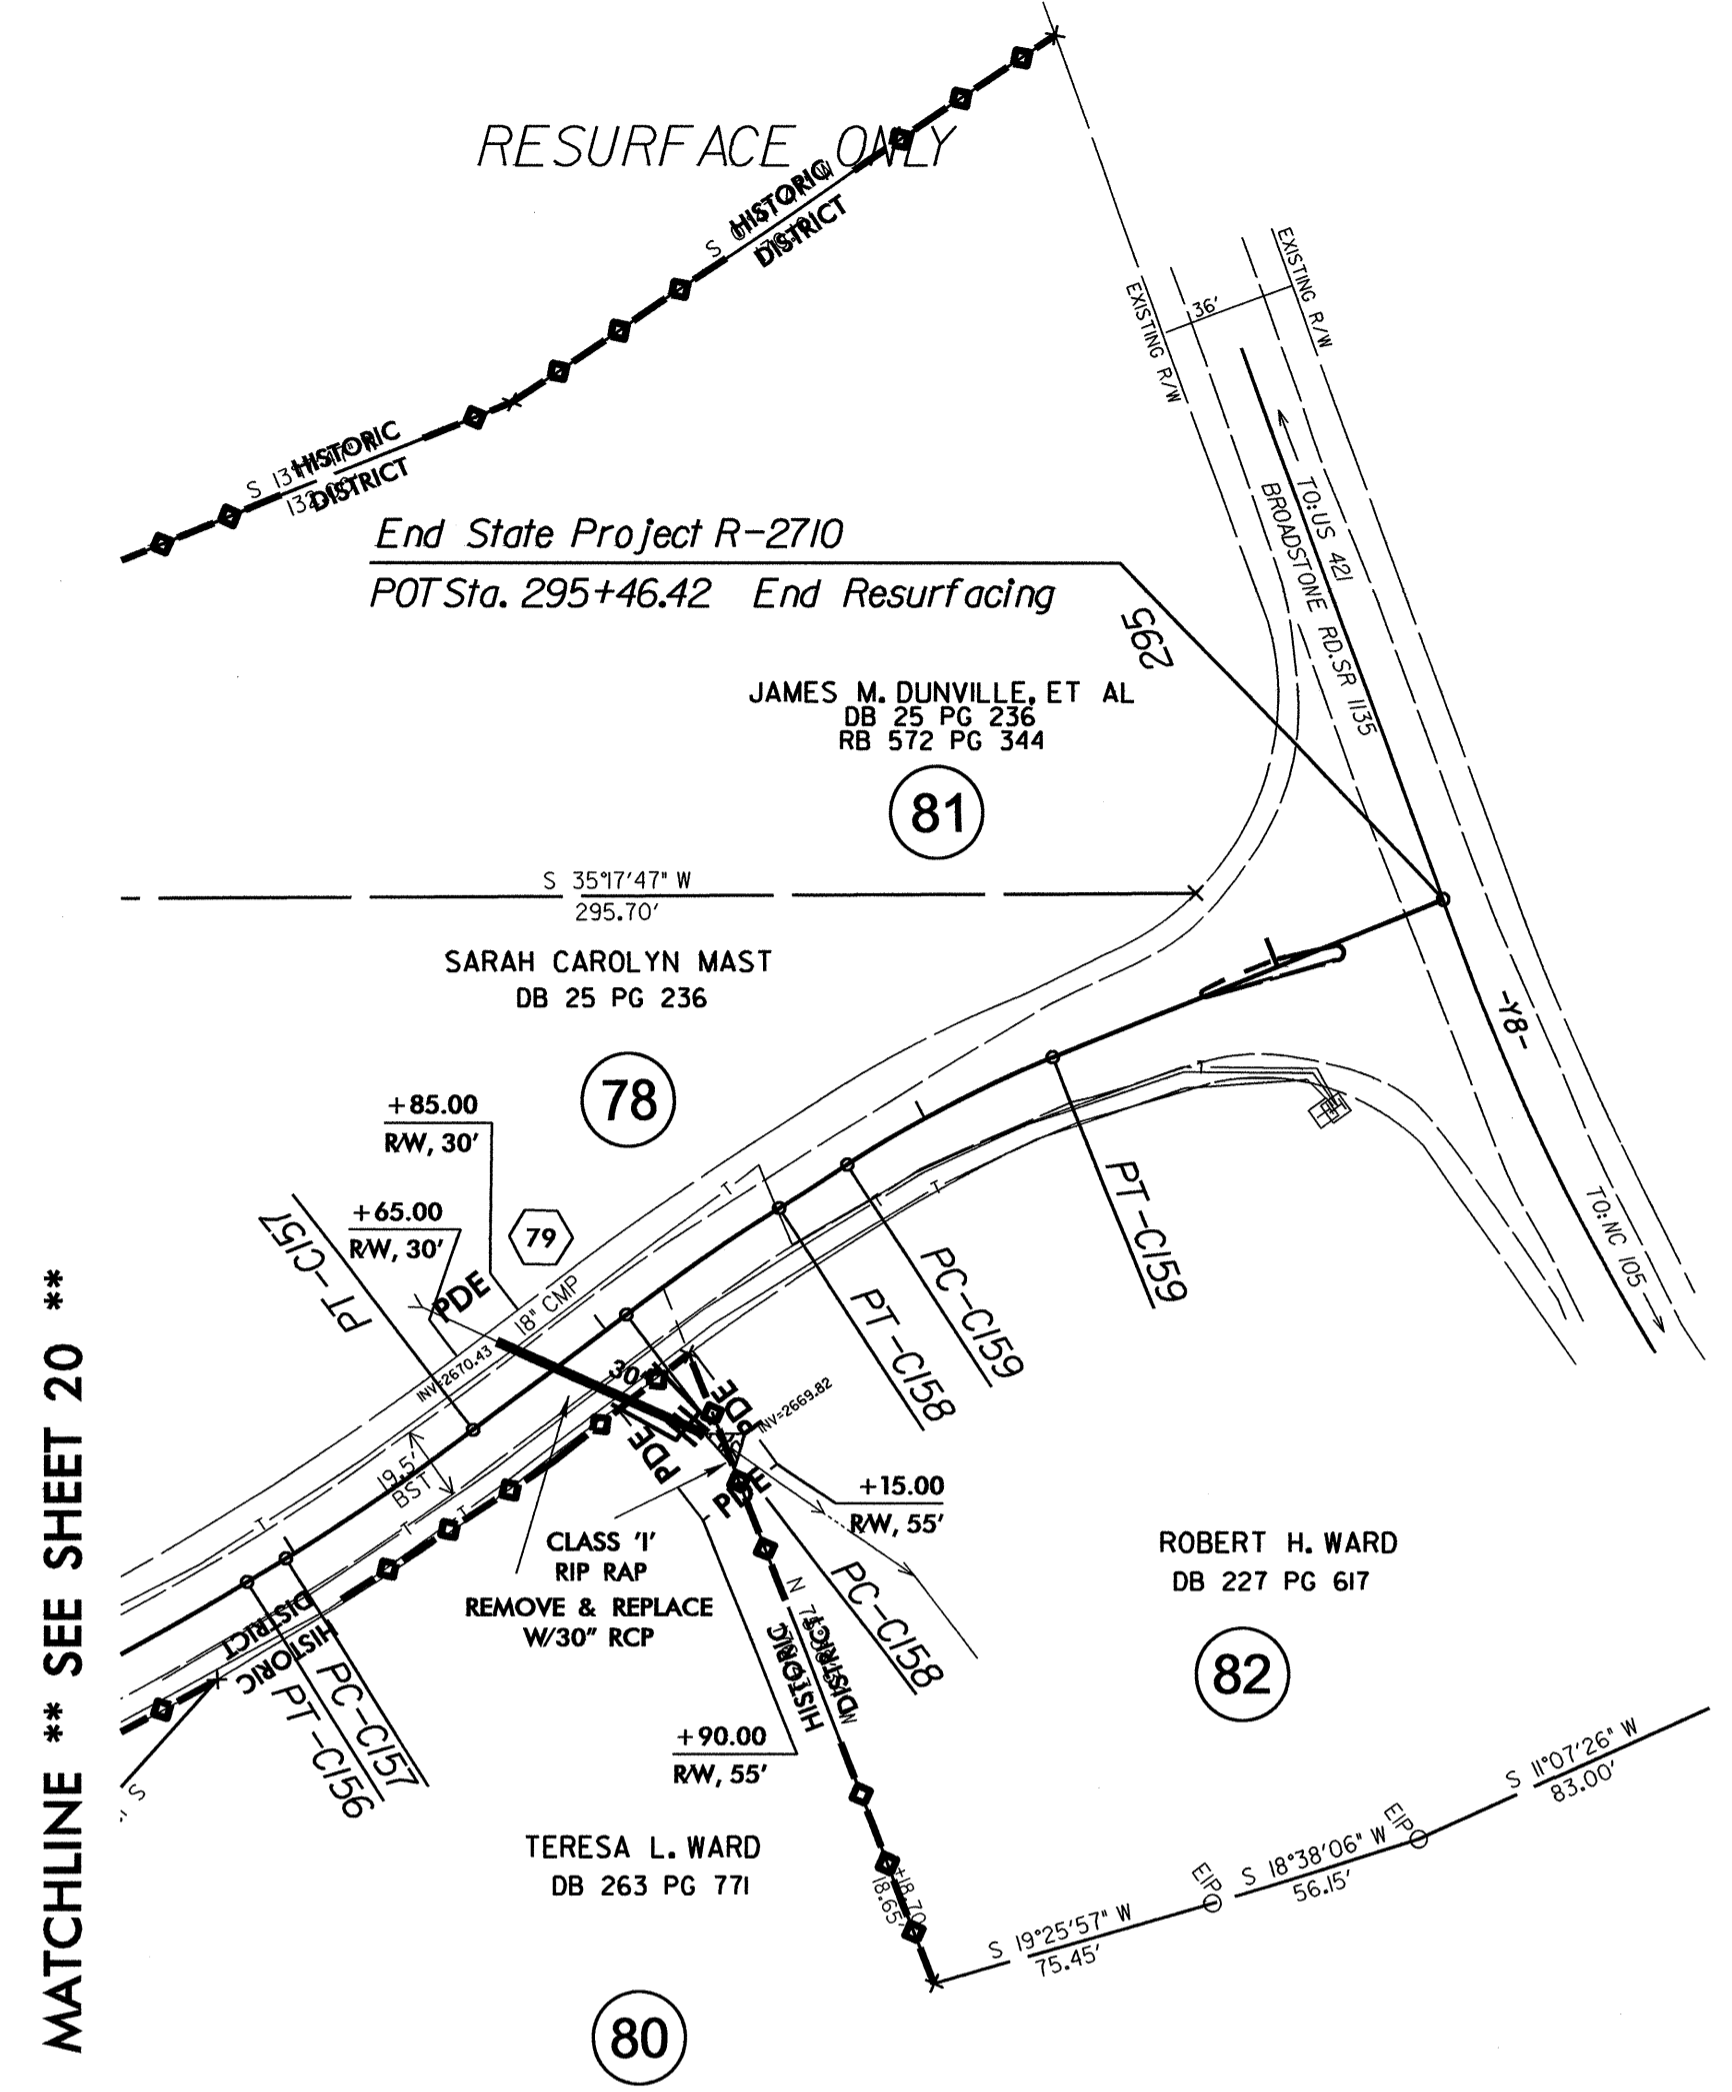 RESURFACE ONLY
HISTORIC
DISTRICT
S
HISTORIC
DISTRICT
S
EXISTING R/W
EXISTING R/W
36'
End State Project R-2710
POT Sta. 295+46.42 End Resurfacing
295
TO: US 421
BROADSTONE RD. SR 1135
JAMES M. DUNVILLE, ET AL
DB 25 PG 236
RB 572 PG 344
81
S 35°17'47" W
295.70'
SARAH CAROLYN MAST
DB 25 PG 236
78
-Y8-
+85.00
R/W, 30'
+65.00
R/W, 30'
79
PT-C157
PDE
18" CMP
INV=2670.43
PT-C159
PC-C159
PT-C158
TO: NC 105
T
T
T
T
T
T
30"
PDE
PDE
PDE
INV=2669.82
19.5'
BST
+15.00
R/W, 55'
CLASS 'I'
RIP RAP
REMOVE & REPLACE
W/30" RCP
PC-C158
ROBERT H. WARD
DB 227 PG 617
82
DISTRICT
HISTORIC
PC-C157
PT-C156
N
HISTORIC
DISTRICT
+90.00
R/W, 55'
S
TERESA L. WARD
DB 263 PG 771
80
+18.70
18.65'
S 19°25'57" W
75.45'
EIP
S 18°38'06" W
56.15'
EIP
S 11°07'26" W
83.00'
MATCHLINE ** SEE SHEET 20 **